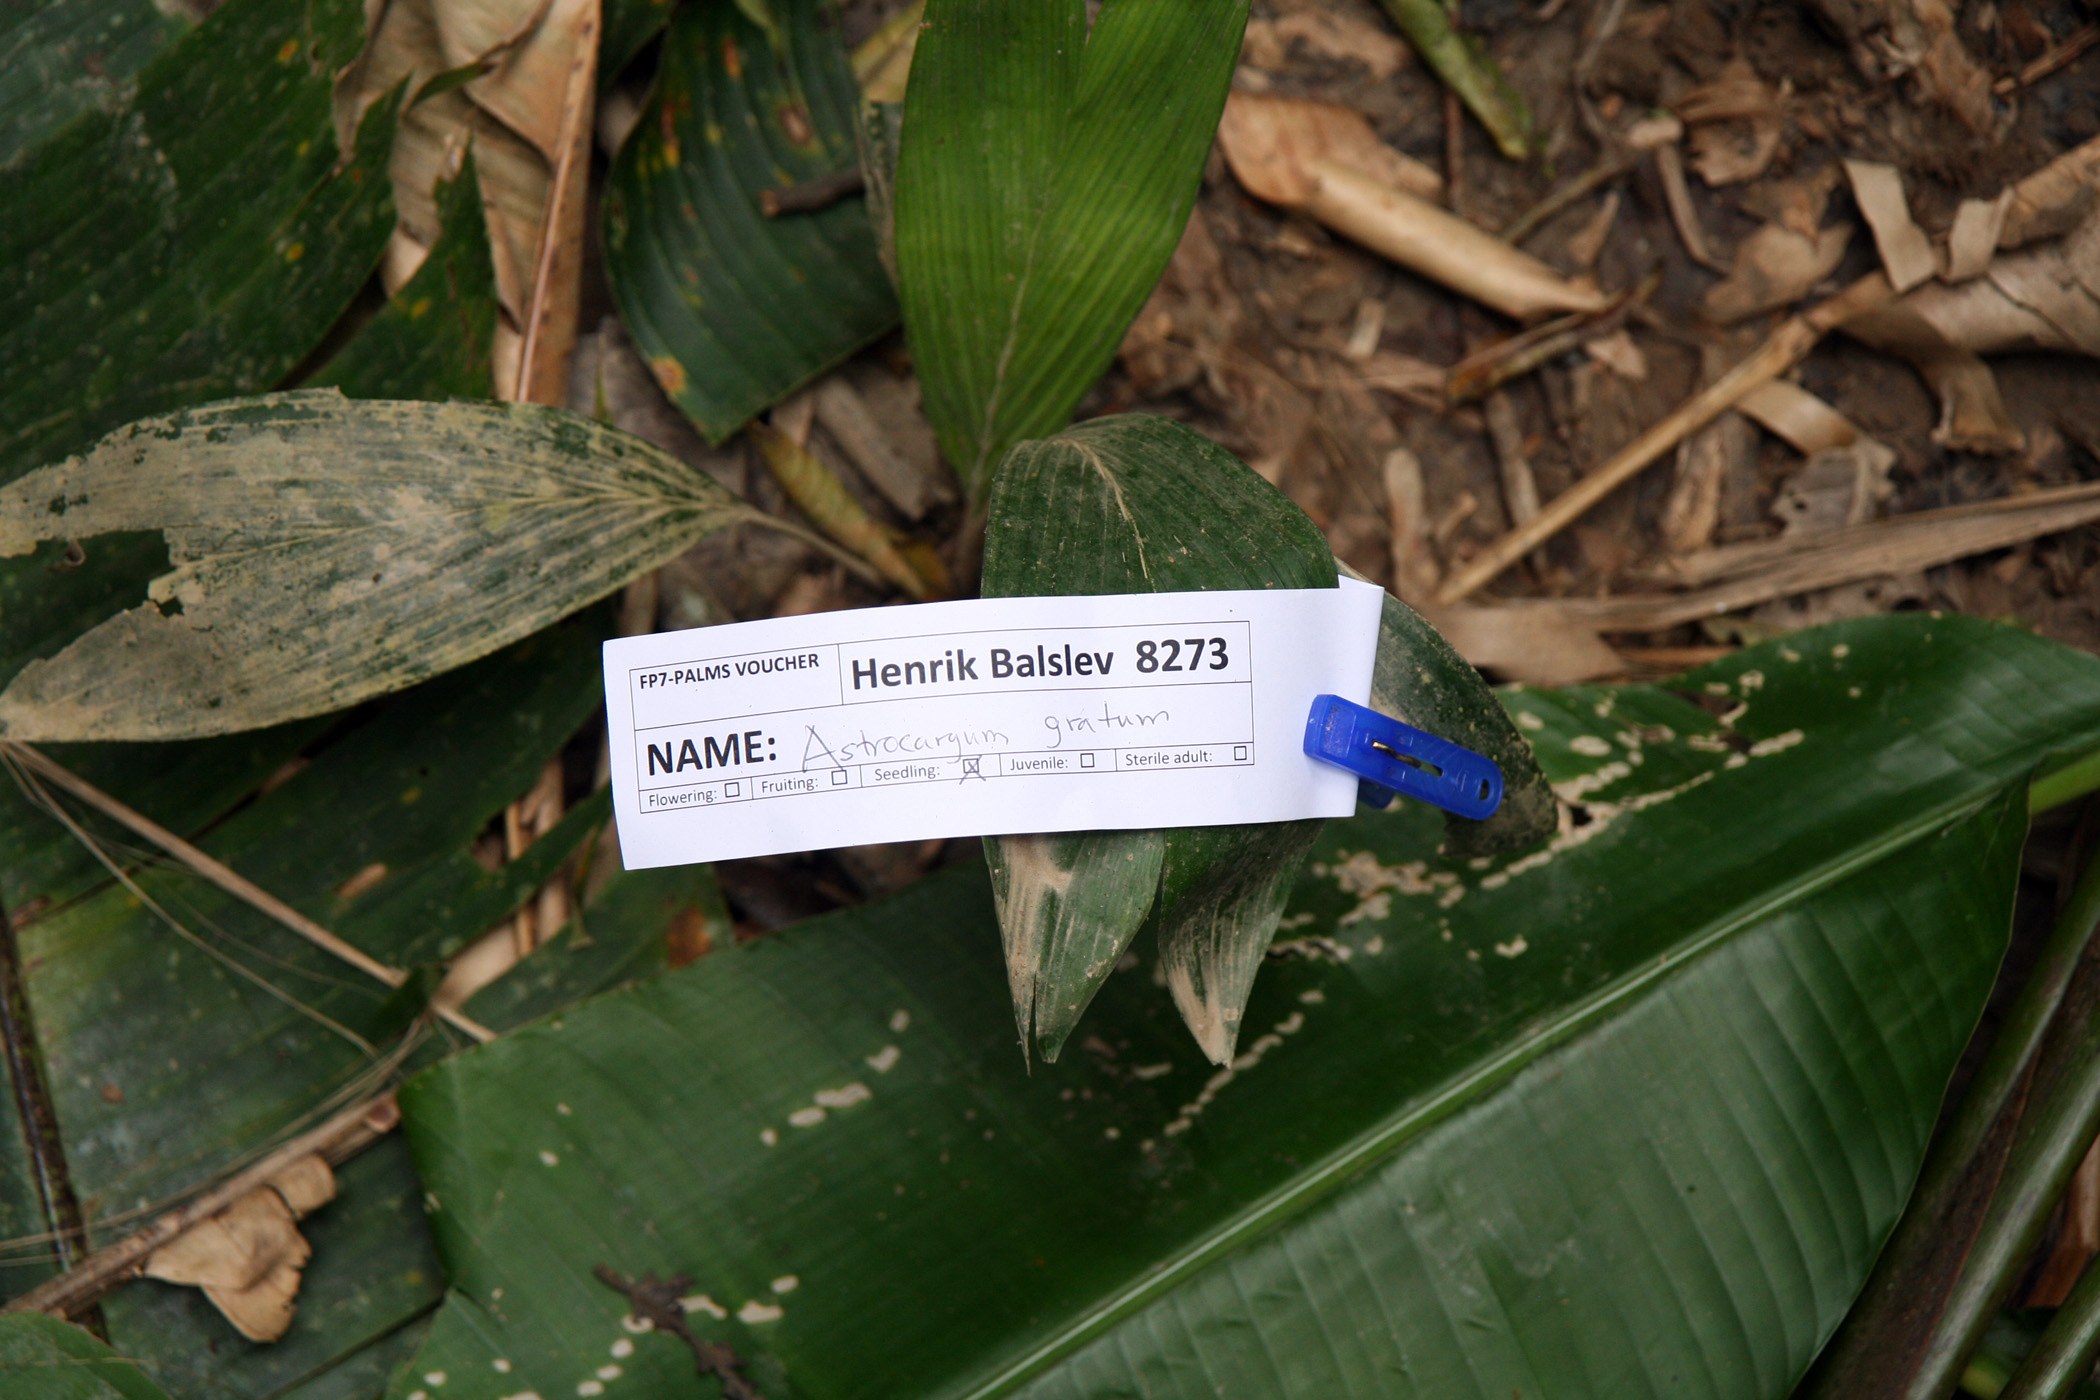 FP7-PALMS VOUCHER Henrik Balslev 8273
NAME: Astrocaryum gratum
Flowering: ☐ Fruiting: ☐ Seedling: ☒ Juvenile: ☐ Sterile adult: ☐